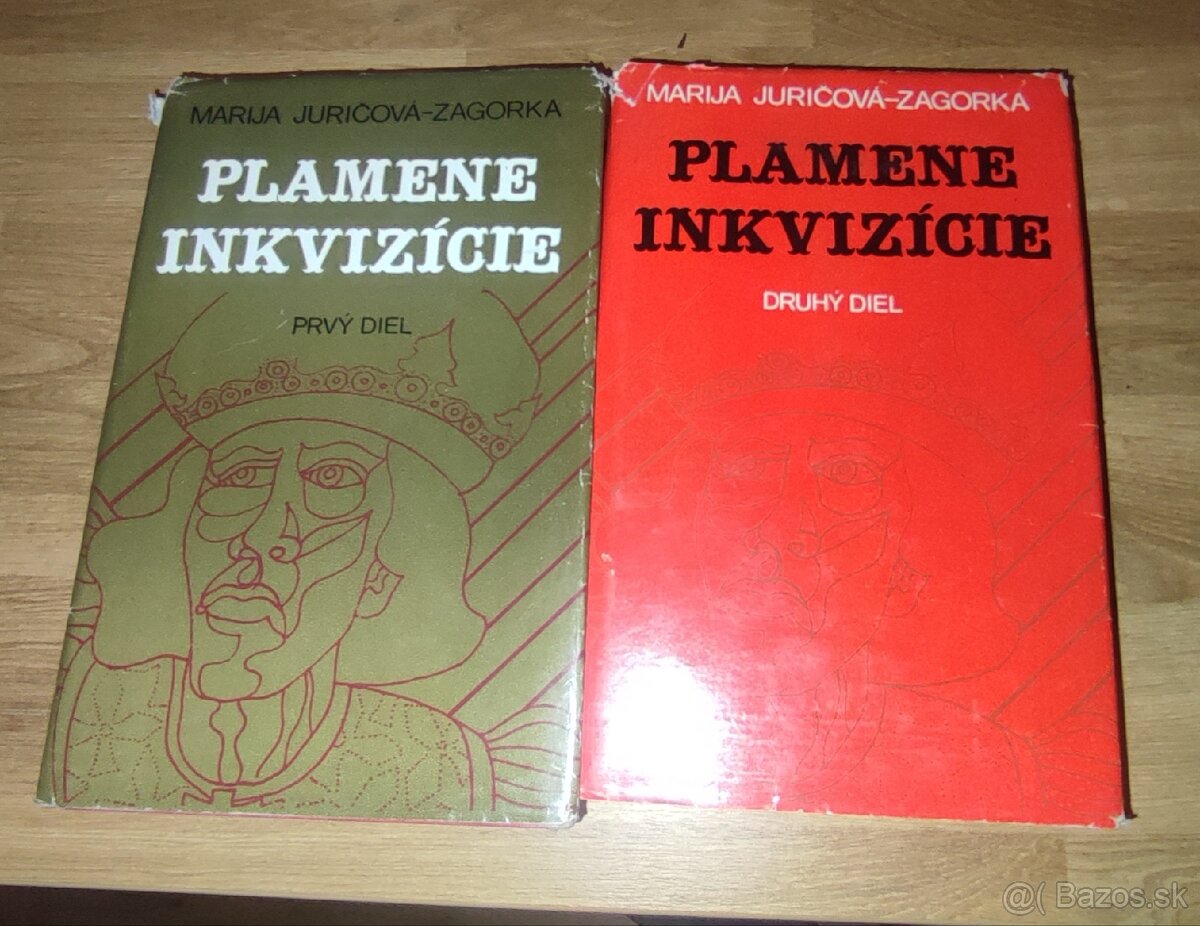 MARIJA JURIČOVÁ-ZAGORKA
PLAMENE
INKVIZÍCIE
PRVÝ DIEL
MARIJA JURIČOVÁ-ZAGORKA
PLAMENE
INKVIZÍCIE
DRUHÝ DIEL
@( Bazos.sk